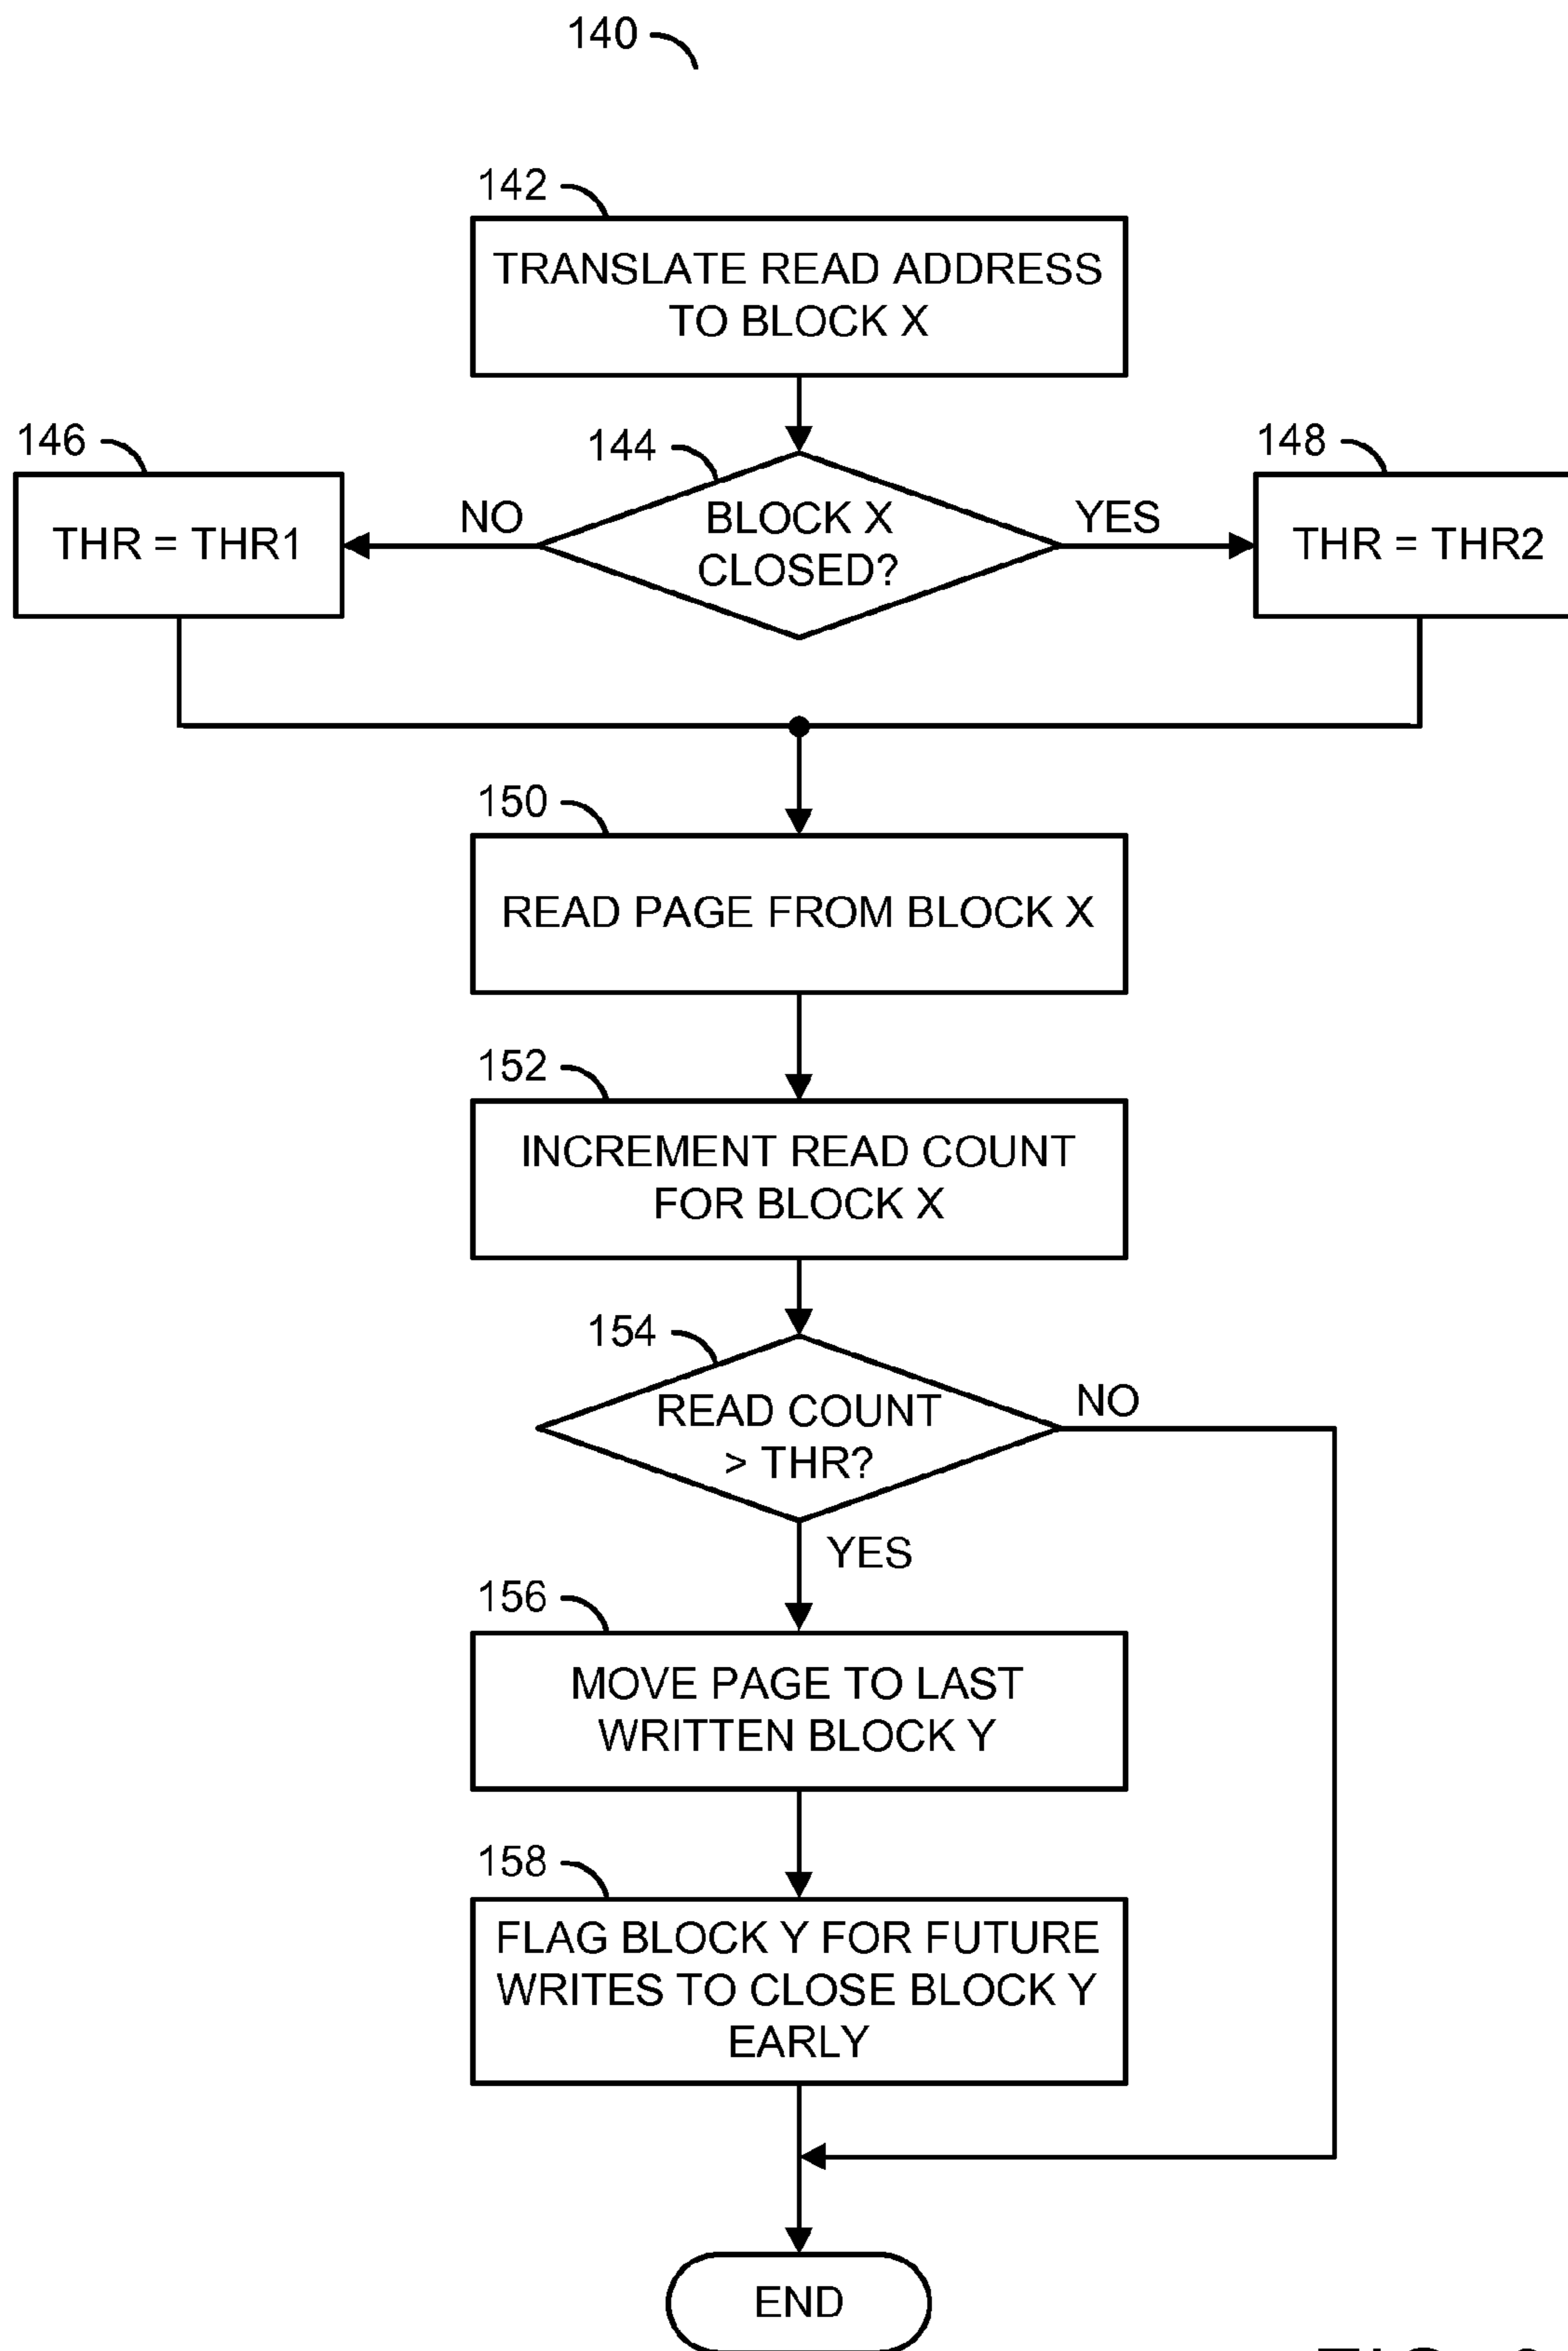 140
142
TRANSLATE READ ADDRESS
TO BLOCK X
146
144
148
THR = THR1
NO
BLOCK X
CLOSED?
YES
THR = THR2
150
READ PAGE FROM BLOCK X
152
INCREMENT READ COUNT
FOR BLOCK X
154
READ COUNT
> THR?
NO
YES
156
MOVE PAGE TO LAST
WRITTEN BLOCK Y
158
FLAG BLOCK Y FOR FUTURE
WRITES TO CLOSE BLOCK Y
EARLY
END